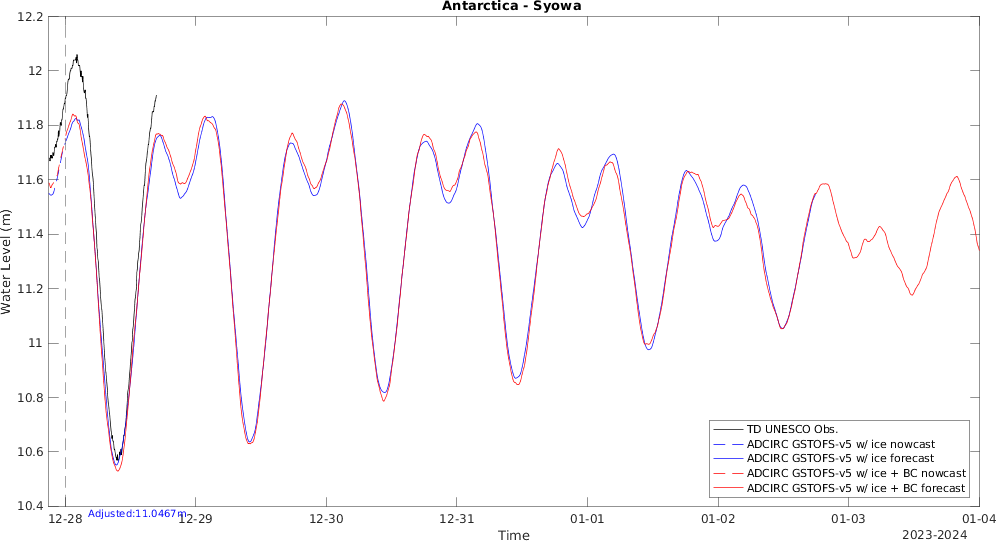 Antarctica - Syowa
12.2
12
11.8
11.6
11.4
11.2
11
10.8
10.6
10.4
Water Level (m)
TD UNESCO Obs.
ADCIRC GSTOFS-v5 w/ ice nowcast
ADCIRC GSTOFS-v5 w/ ice forecast
ADCIRC GSTOFS-v5 w/ ice + BC nowcast
ADCIRC GSTOFS-v5 w/ ice + BC forecast
Adjusted:11.0467m
12-28 12-29 12-30 12-31 01-01 01-02 01-03 01-04
Time
2023-2024